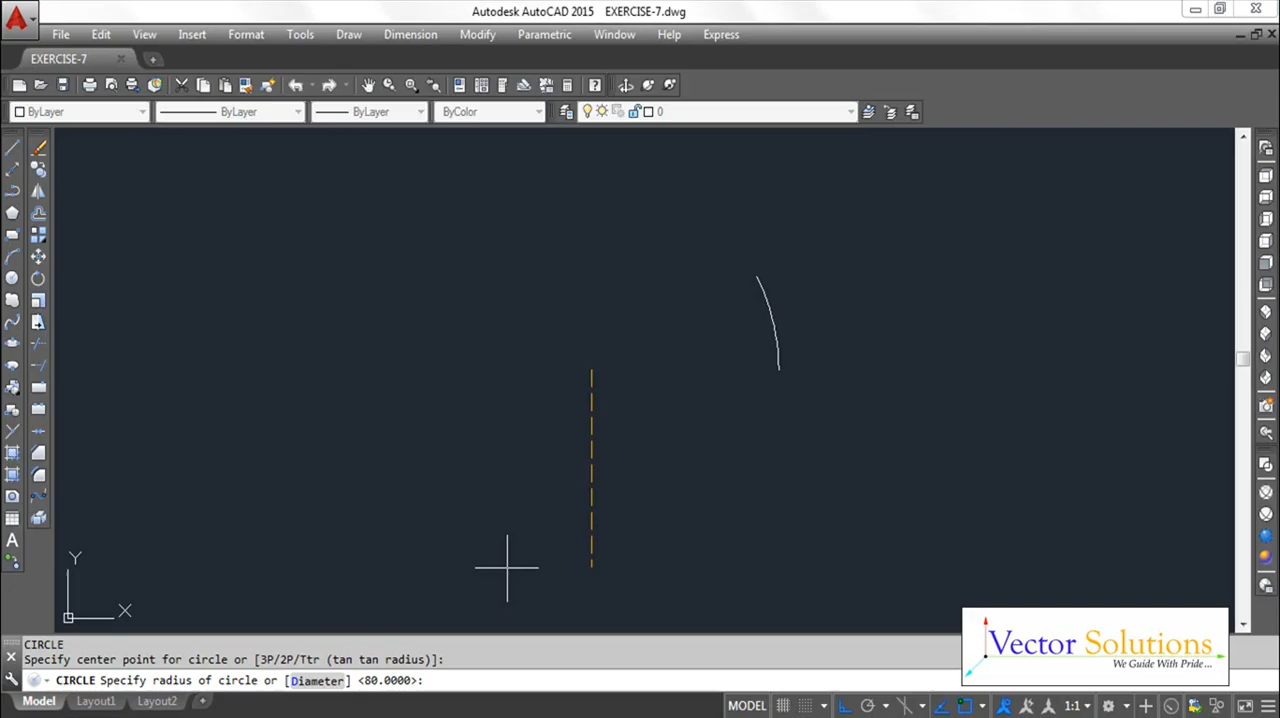 Autodesk AutoCAD 2015 EXERCISE-7.dwg
File Edit View Insert Format Tools Draw Dimension Modify Parametric Window Help Express
EXERCISE-7
ByLayer ByLayer ByLayer ByColor 0
A
Y
X
CIRCLE
Specify center point for circle or [3P/2P/Ttr (tan tan radius)]:
CIRCLE Specify radius of circle or [Diameter] <80.0000>:
Vector Solutions
We Guide With Pride...
Model Layout1 Layout2 + MODEL 1:1